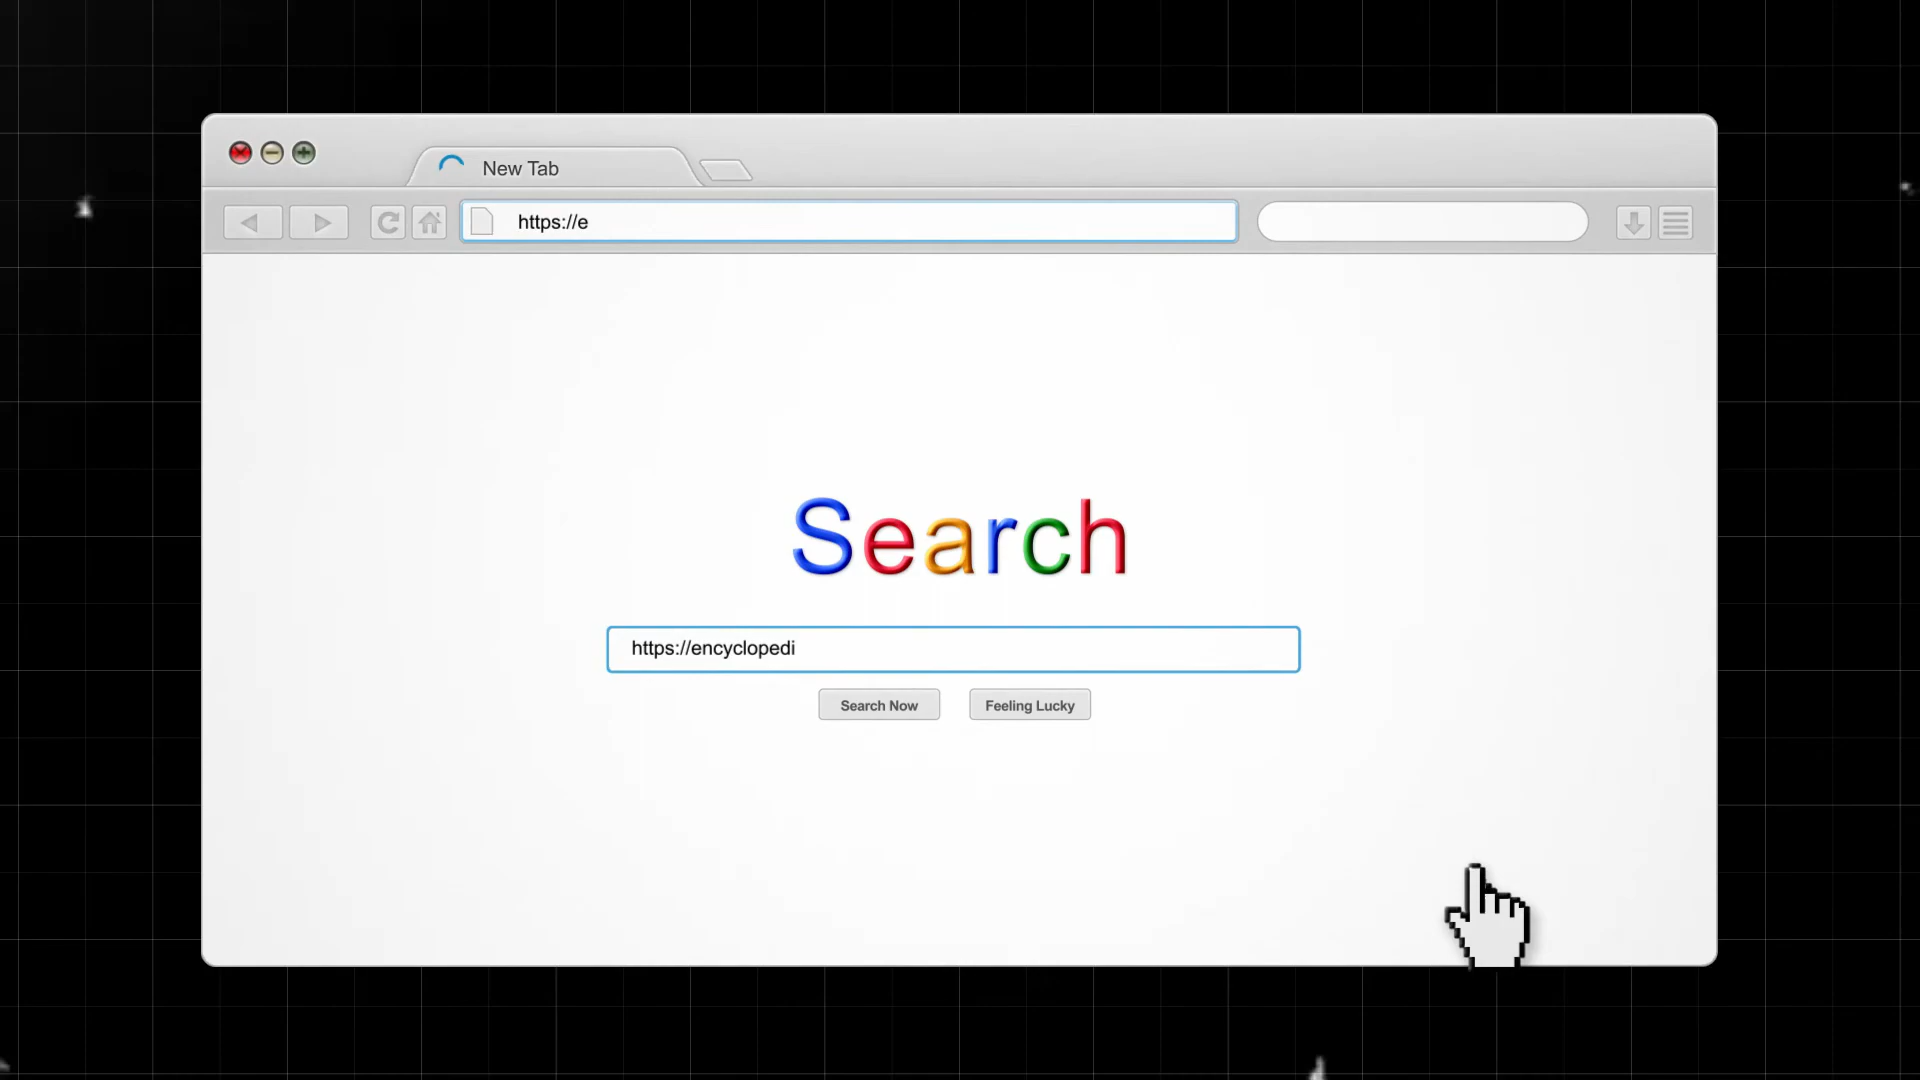 New Tab
https://e
Search
https://encyclopedi
Search Now
Feeling Lucky